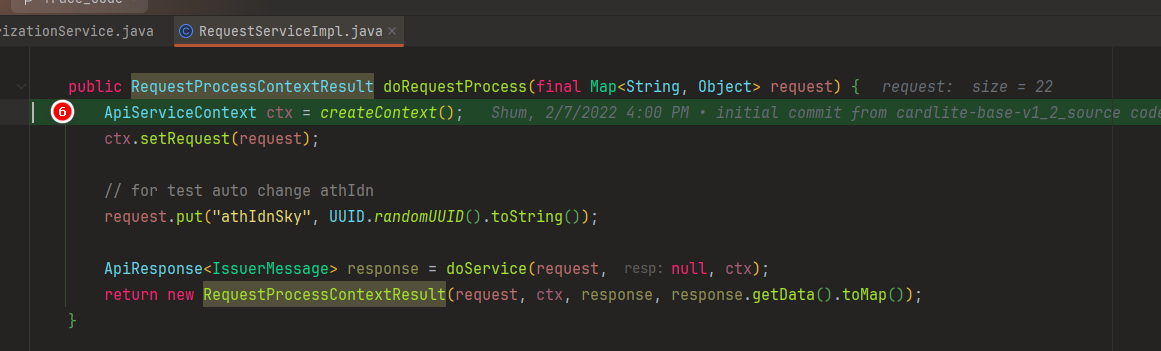 Trace_code
rizationService.java RequestServiceImpl.java
public RequestProcessContextResult doRequestProcess(final Map<String, Object> request) { request: size = 22
6 ApiServiceContext ctx = createContext(); Shum, 2/7/2022 4:00 PM • initial commit from cardlite-base-v1_2_source code
ctx.setRequest(request);
// for test auto change athIdn
request.put("athIdnSky", UUID.randomUUID().toString());
ApiResponse<IssuerMessage> response = doService(request, resp: null, ctx);
return new RequestProcessContextResult(request, ctx, response, response.getData().toMap());
}